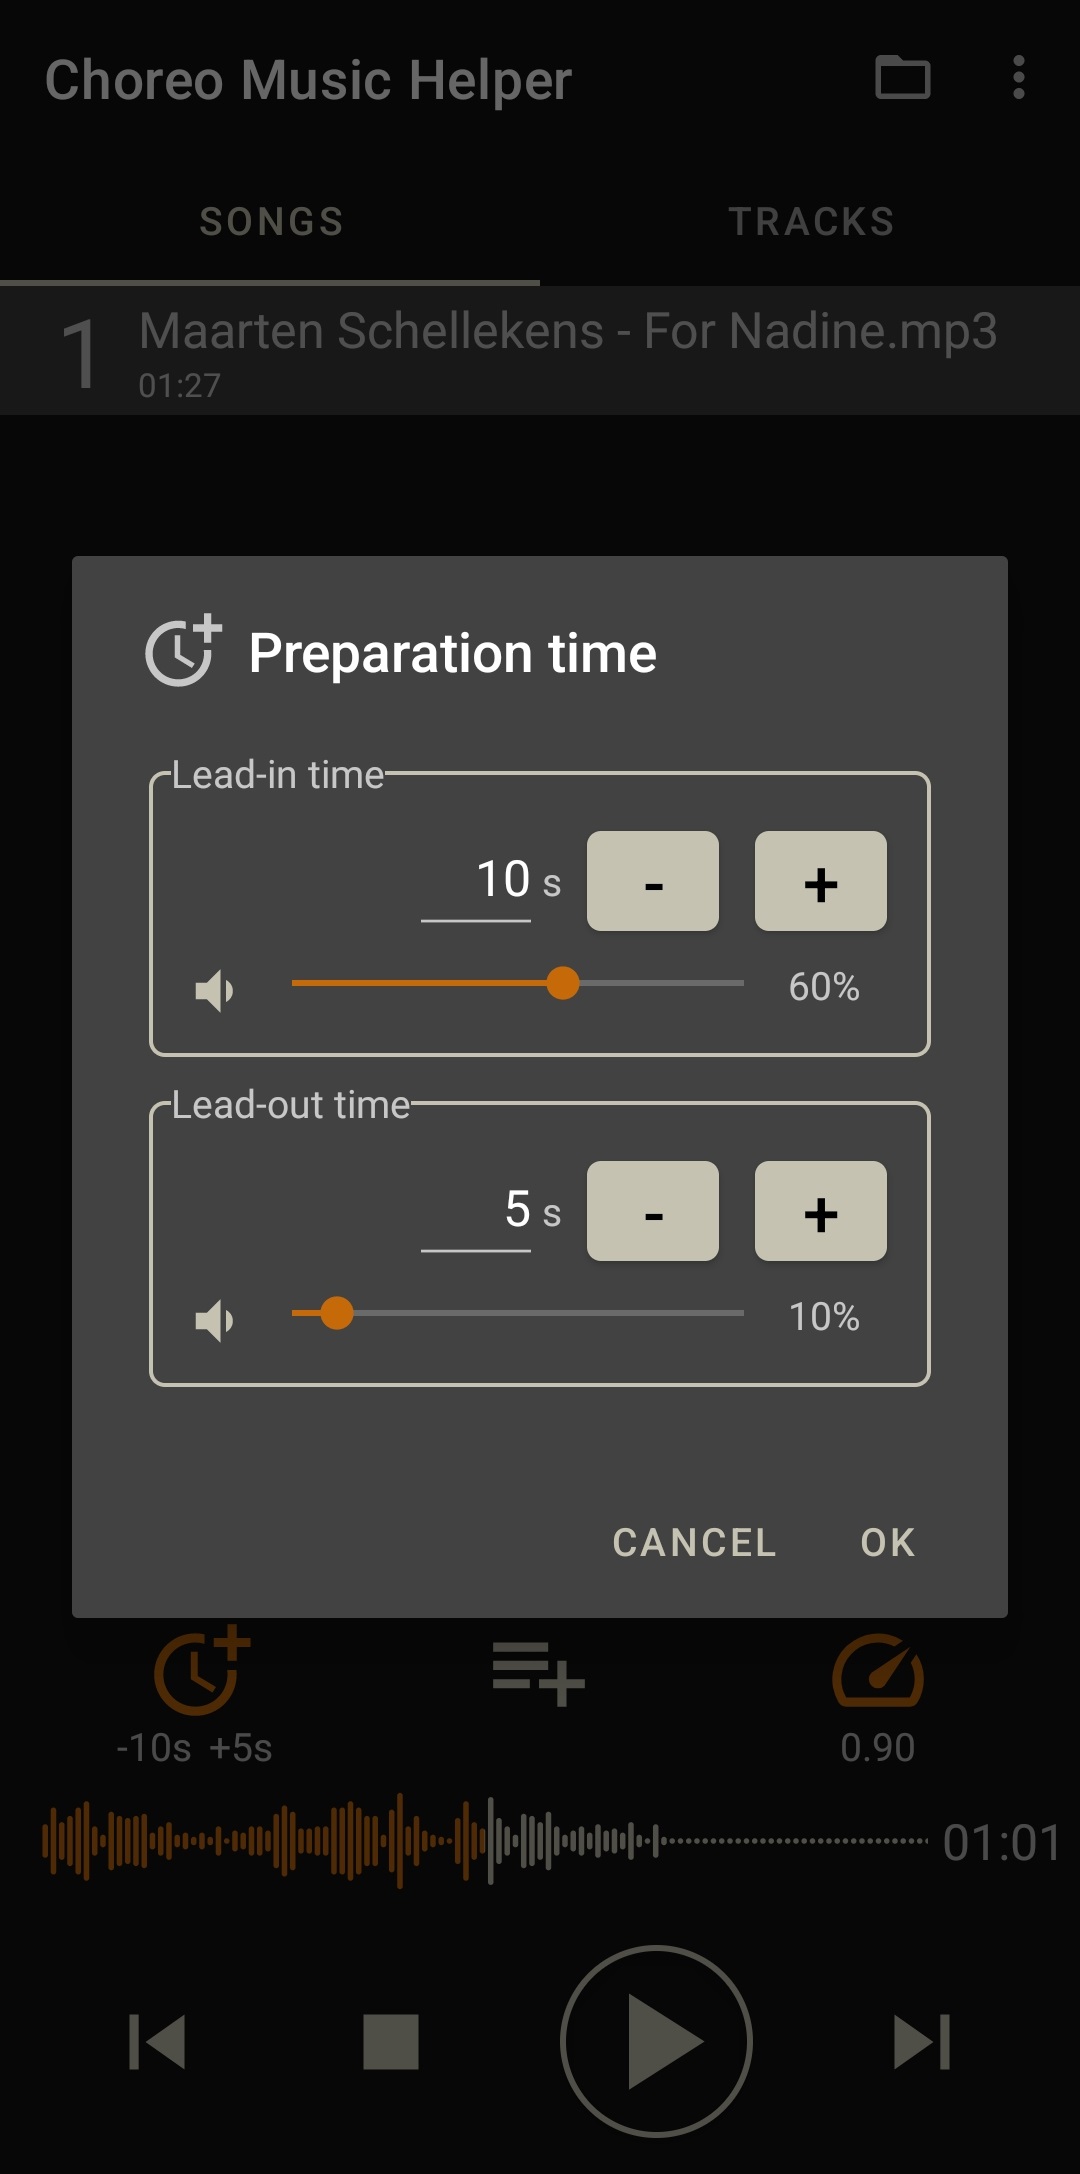 Choreo Music Helper
SONGS TRACKS
1 Maarten Schellekens - For Nadine.mp3
01:27
Preparation time
Lead-in time
10 s - +
60%
Lead-out time
5 s - +
10%
CANCEL OK
-10s +5s 0.90
01:01